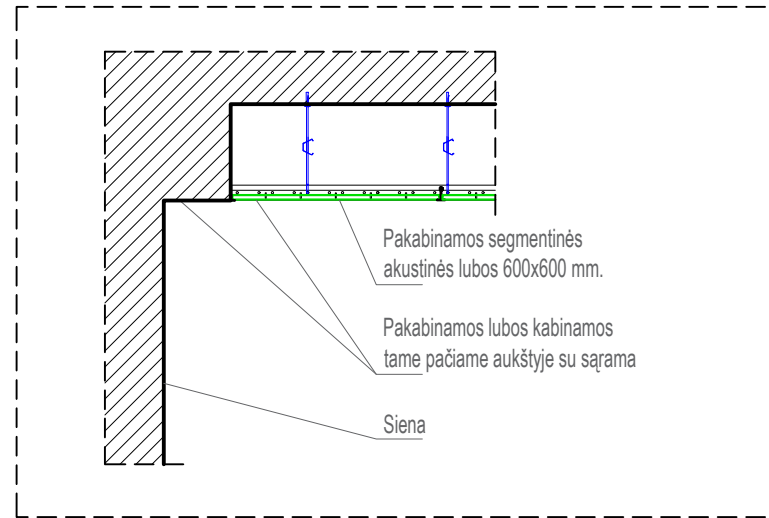 Pakabinamos segmentinės
akustinės lubos 600x600 mm.
Pakabinamos lubos kabinamos
tame pačiame aukštyje su sąrama
Siena